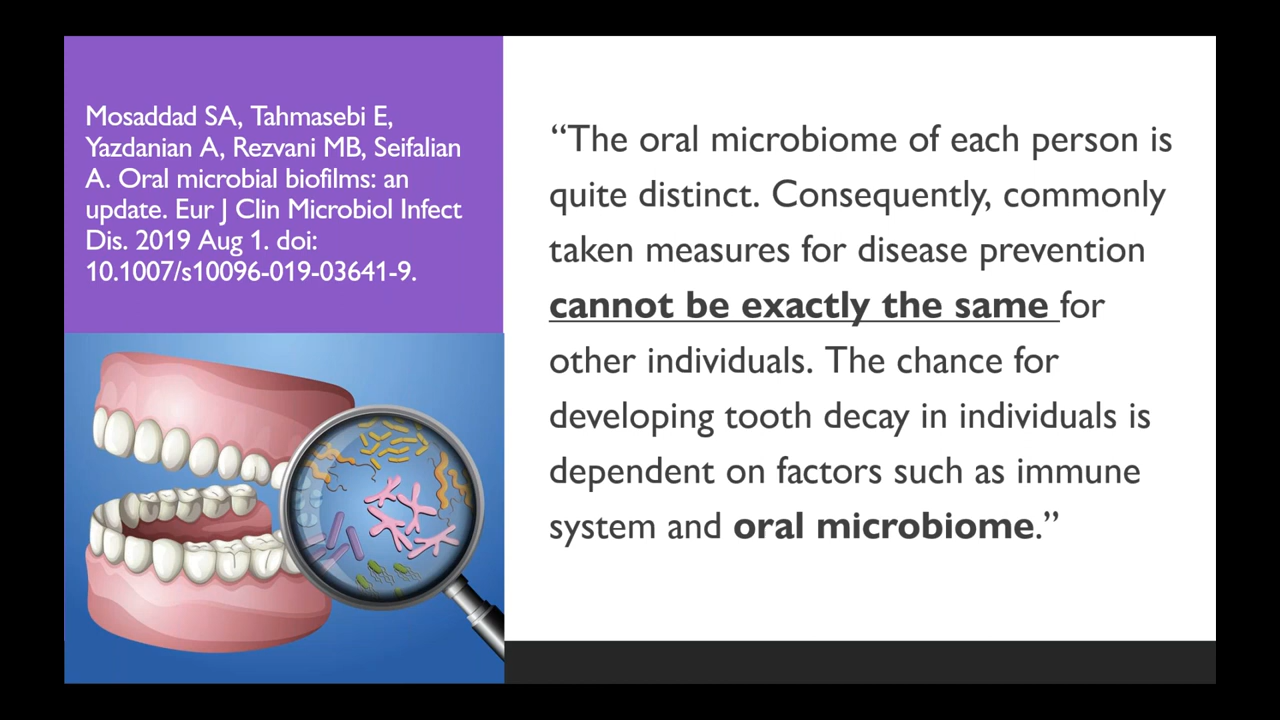 Mosaddad SA, Tahmasebi E,
Yazdanian A, Rezvani MB, Seifalian
A. Oral microbial biofilms: an
update. Eur J Clin Microbiol Infect
Dis. 2019 Aug 1. doi:
10.1007/s10096-019-03641-9.
“The oral microbiome of each person is
quite distinct. Consequently, commonly
taken measures for disease prevention
cannot be exactly the same for
other individuals. The chance for
developing tooth decay in individuals is
dependent on factors such as immune
system and oral microbiome.”